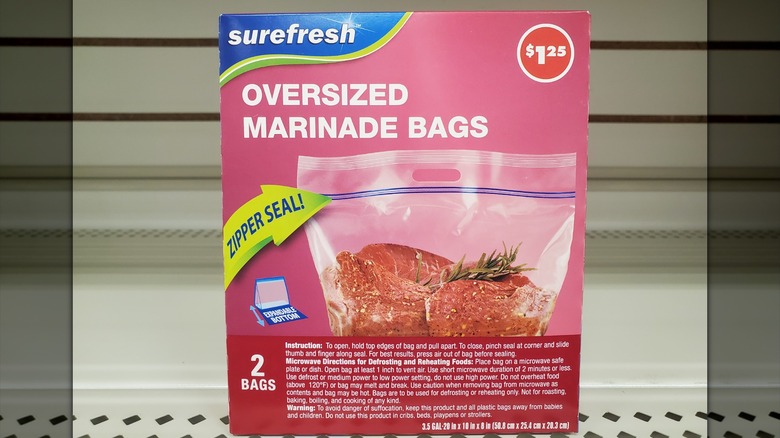 surefresh™
$1.25
OVERSIZED
MARINADE BAGS
ZIPPER SEAL!
EXPANDABLE
BOTTOM
2
BAGS
Instruction: To open, hold top edges of bag and pull apart. To close, pinch seal at corner and slide
thumb and finger along seal. For best results, press air out of bag before sealing.
Microwave Directions for Defrosting and Reheating Foods: Place bag on a microwave safe
plate or dish. Open bag at least 1 inch to vent air. Use short microwave duration of 2 minutes or less.
Use defrost or medium power to low power setting, do not use high power. Do not overheat food
(above 120°F) or bag may melt and break. Use caution when removing bag from microwave as
contents and bag may be hot. Bags are to be used for defrosting or reheating only. Not for roasting,
baking, boiling, and cooking of any kind.
Warning: To avoid danger of suffocation, keep this product and all plastic bags away from babies
and children. Do not use this product in cribs, beds, playpens or strollers.
3.5 GAL-20 in x 10 in x 8 in (50.8 cm x 25.4 cm x 20.3 cm)